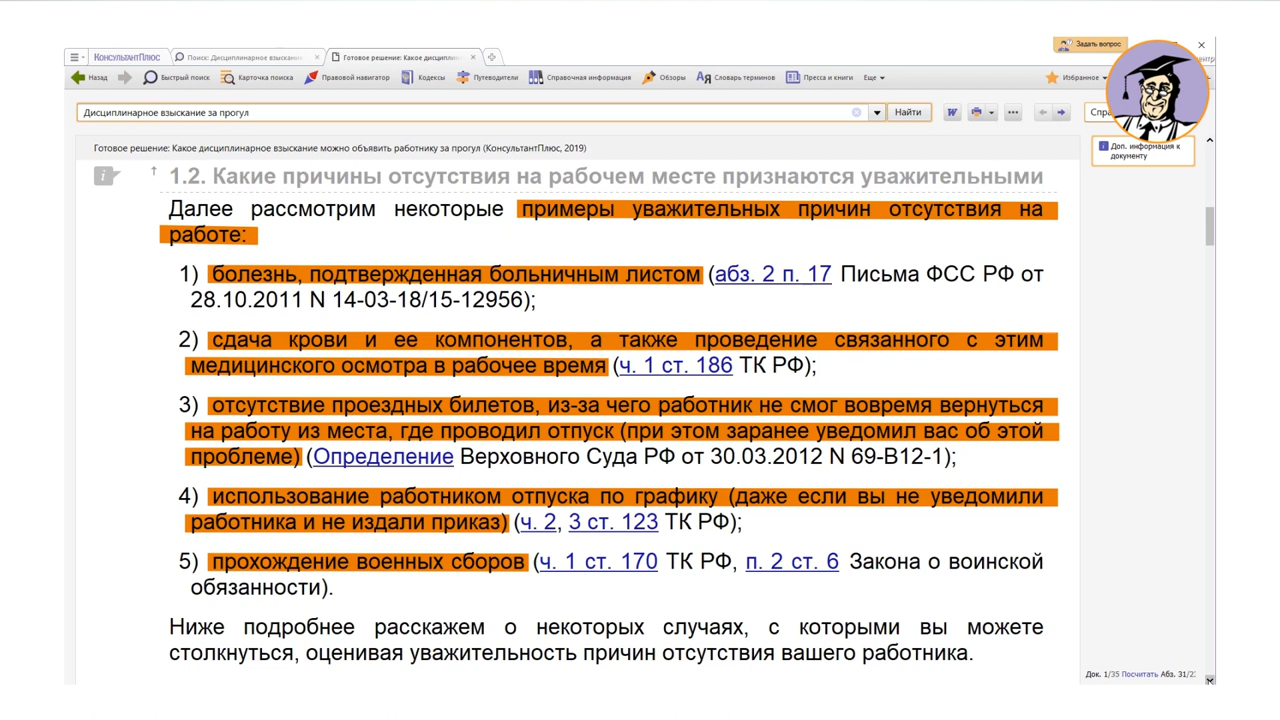 Задать вопрос
КонсультантПлюс
Поиск: Дисциплинарное взыскани
Готовое решение: Какое дисциплин
Назад
Быстрый поиск
Карточка поиска
Правовой навигатор
Кодексы
Путеводители
Справочная информация
Обзоры
Словарь терминов
Пресса и книги
Еще
Избранное
Дисциплинарное взыскание за прогул
Найти
Спра
Готовое решение: Какое дисциплинарное взыскание можно объявить работнику за прогул (КонсультантПлюс, 2019)
Доп. информация к
документу
1.2. Какие причины отсутствия на рабочем месте признаются уважительными
Далее рассмотрим некоторые примеры уважительных причин отсутствия на
работе:
1) болезнь, подтвержденная больничным листом (абз. 2 п. 17 Письма ФСС РФ от
28.10.2011 N 14-03-18/15-12956);
2) сдача крови и ее компонентов, а также проведение связанного с этим
медицинского осмотра в рабочее время (ч. 1 ст. 186 ТК РФ);
3) отсутствие проездных билетов, из-за чего работник не смог вовремя вернуться
на работу из места, где проводил отпуск (при этом заранее уведомил вас об этой
проблеме) (Определение Верховного Суда РФ от 30.03.2012 N 69-В12-1);
4) использование работником отпуска по графику (даже если вы не уведомили
работника и не издали приказ) (ч. 2, 3 ст. 123 ТК РФ);
5) прохождение военных сборов (ч. 1 ст. 170 ТК РФ, п. 2 ст. 6 Закона о воинской
обязанности).
Ниже подробнее расскажем о некоторых случаях, с которыми вы можете
столкнуться, оценивая уважительность причин отсутствия вашего работника.
Док. 1/35 Посчитать Абз. 31/2